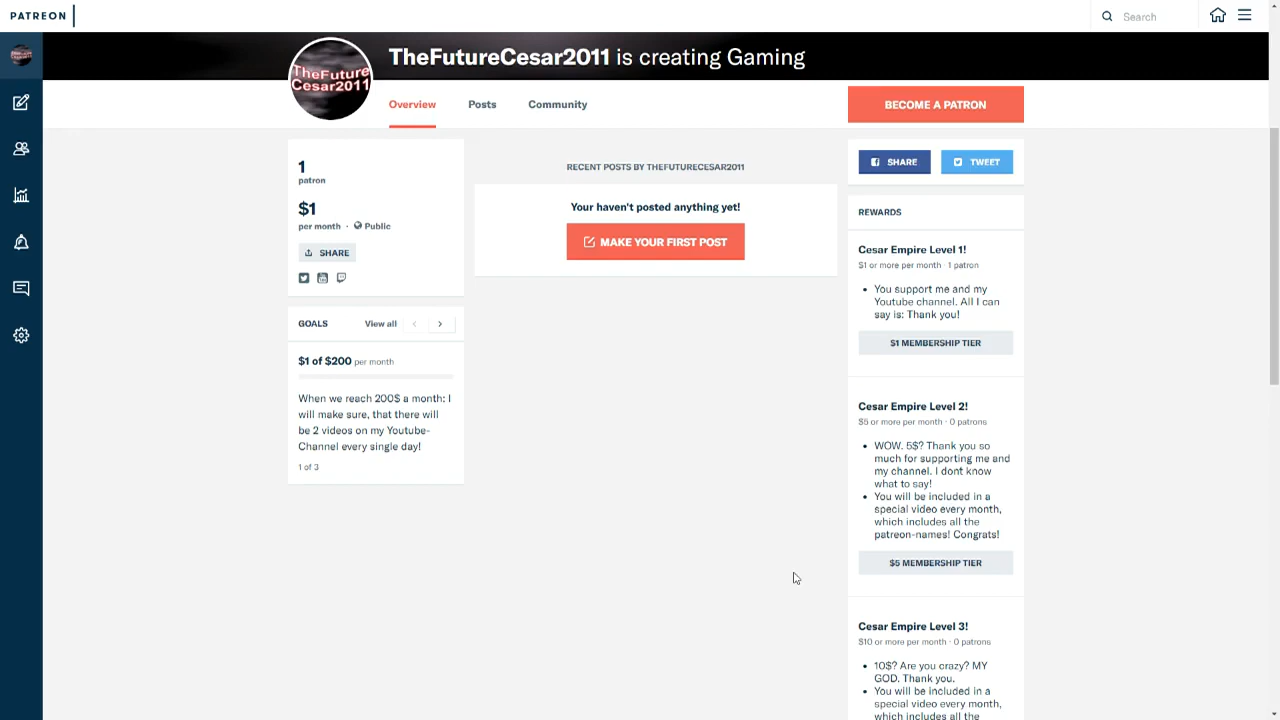 PATREON
Search
TheFuture
Cesar2011
TheFutureCesar2011 is creating Gaming
Overview
Posts
Community
BECOME A PATRON
1
patron
$1
per month · Public
SHARE
GOALS
View all
$1 of $200 per month
When we reach 200$ a month; I
will make sure, that there will
be 2 videos on my Youtube-
Channel every single day!
1 of 3
RECENT POSTS BY THEFUTURECESAR2011
Your haven't posted anything yet!
MAKE YOUR FIRST POST
SHARE
TWEET
REWARDS
Cesar Empire Level 1!
$1 or more per month · 1 patron
You support me and my
Youtube channel. All I can
say is: Thank you!
$1 MEMBERSHIP TIER
Cesar Empire Level 2!
$5 or more per month · 0 patrons
WOW. 5$? Thank you so
much for supporting me and
my channel. I dont know
what to say!
You will be included in a
special video every month,
which includes all the
patreon-names! Congrats!
$5 MEMBERSHIP TIER
Cesar Empire Level 3!
$10 or more per month · 0 patrons
10$? Are you crazy? MY
GOD. Thank you.
You will be included in a
special video every month,
which includes all the